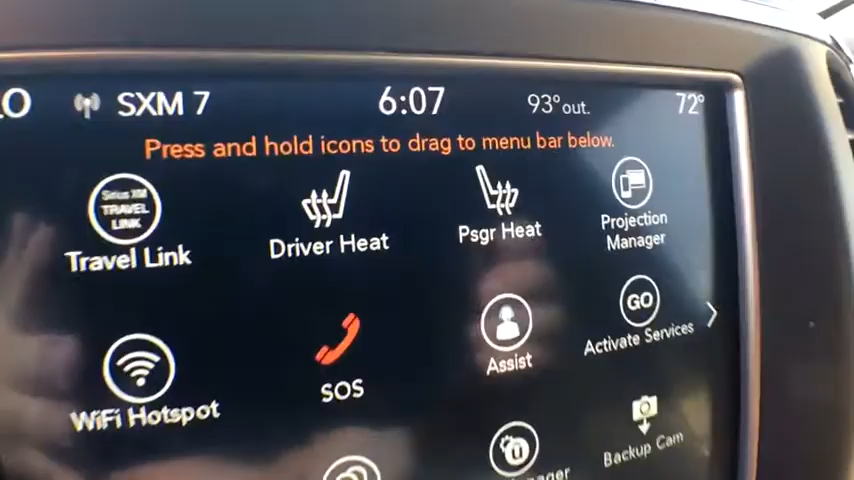 SXM 7 6:07 93° out. 72°
Press and hold icons to drag to menu bar below.
Sirius XM
TRAVEL
LINK
Travel Link
Driver Heat
Psgr Heat
Projection
Manager
WiFi Hotspot
SOS
Assist
GO
Activate Services
Backup Cam